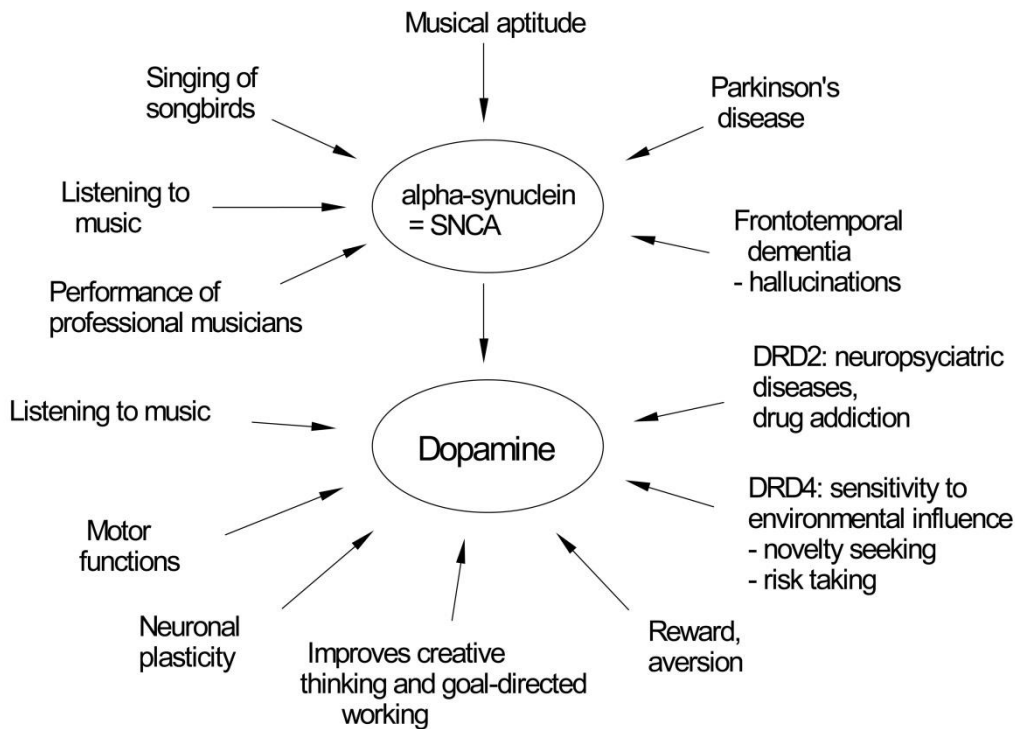 Musical aptitude
Singing of
songbirds
Parkinson's
disease
Listening to
music
alpha-synuclein
= SNCA
Frontotemporal
dementia
- hallucinations
Performance of
professional musicians
DRD2: neuropsyciatric
diseases,
drug addiction
Listening to music
Dopamine
DRD4: sensitivity to
environmental influence
- novelty seeking
- risk taking
Motor
functions
Neuronal
plasticity
Improves creative
thinking and goal-directed
working
Reward,
aversion